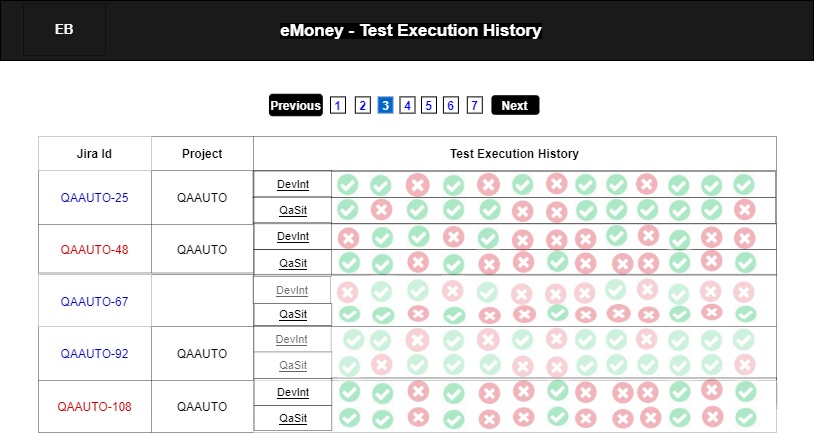 EB
eMoney - Test Execution History
Previous 1 2 3 4 5 6 7 Next
Jira Id Project Test Execution History
QAAUTO-25 QAAUTO DevInt
QaSit
QAAUTO-48 QAAUTO DevInt
QaSit
QAAUTO-67 DevInt
QaSit
QAAUTO-92 QAAUTO DevInt
QaSit
QAAUTO-108 QAAUTO DevInt
QaSit